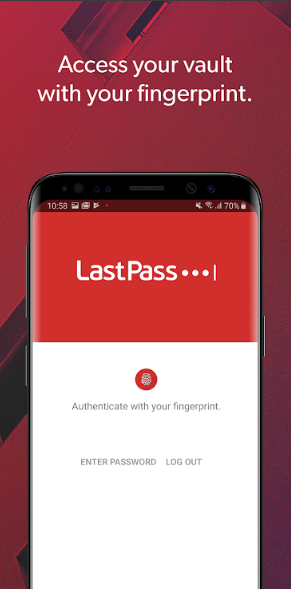 Access your vault
with your fingerprint.
10:58 70%
LastPass
Authenticate with your fingerprint.
ENTER PASSWORD LOG OUT